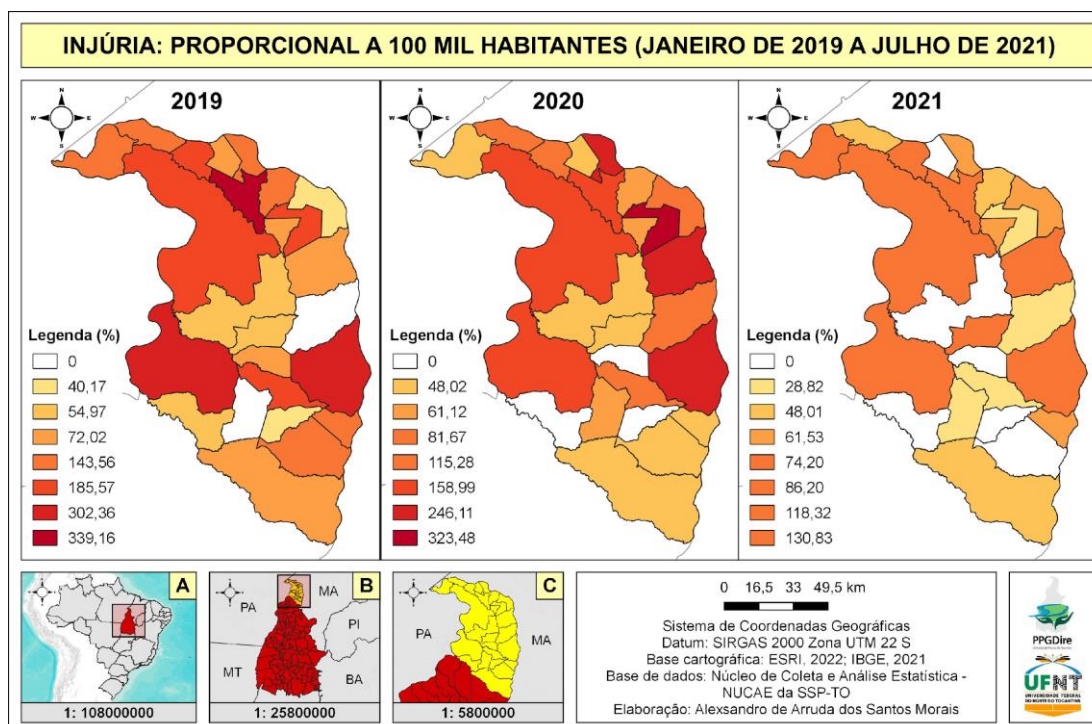 INJÚRIA: PROPORCIONAL A 100 MIL HABITANTES (JANEIRO DE 2019 A JULHO DE 2021)
2019
N
W E
S
Legenda (%)
0
40,17
54,97
72,02
143,56
185,57
302,36
339,16
2020
N
W E
S
Legenda (%)
0
48,02
61,12
81,67
115,28
158,99
246,11
323,48
2021
N
W E
S
Legenda (%)
0
28,82
48,01
61,53
74,20
86,20
118,32
130,83
A
1: 108000000
B
PA
MA
PI
MT
BA
1: 25800000
C
PA
MA
1: 5800000
0 16,5 33 49,5 km
Sistema de Coordenadas Geográficas
Datum: SIRGAS 2000 Zona UTM 22 S
Base cartográfica: ESRI, 2022; IBGE, 2021
Base de dados: Núcleo de Coleta e Análise Estatística -
NUCAE da SSP-TO
Elaboração: Alexsandro de Arruda dos Santos Morais
PPGDire
UFNT
UNIVERSIDADE FEDERAL
DO NORTE DO TOCANTINS